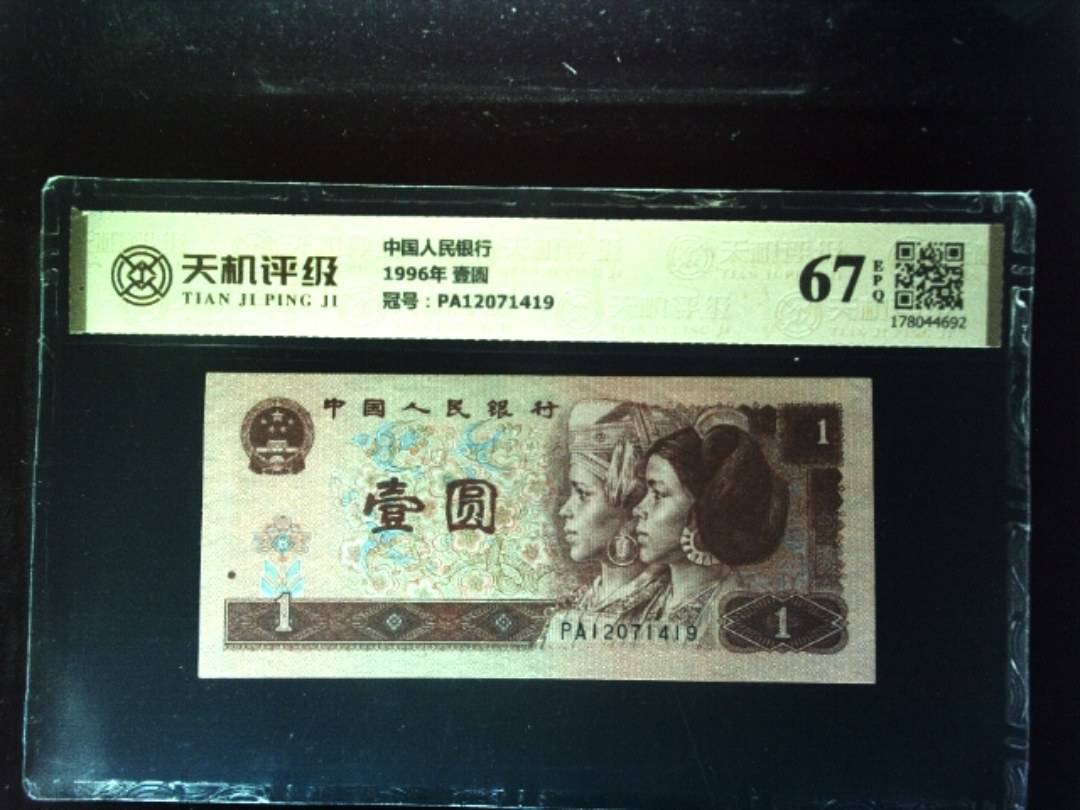 天机评级
TIAN JI PING JI
中国人民银行
1996年 壹圆
冠号：PA12071419
67
EPQ
178044692
中国人民银行
1
壹圆
1
PA12071419
1